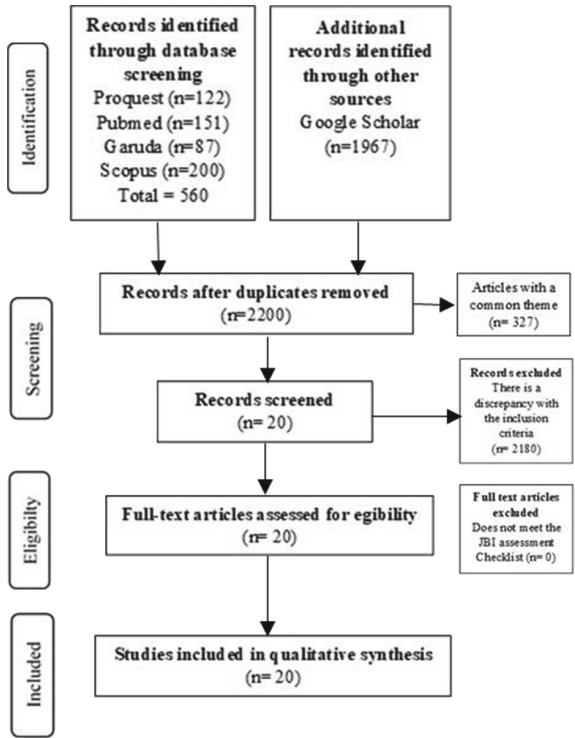 Identification
Records identified
through database
screening
Proquest (n=122)
Pubmed (n=151)
Garuda (n=87)
Scopus (n=200)
Total = 560
Additional
records identified
through other
sources
Google Scholar
(n=1967)
Screening
Records after duplicates removed
(n=2200)
Articles with a
common theme
(n= 327)
Records screened
(n= 20)
Records excluded
There is a
discrepancy with
the inclusion
criteria
(n= 2180)
Eligibilty
Full-text articles assessed for egibility
(n= 20)
Full text articles
excluded
Does not meet the
JBI assessment
Checklist (n= 0)
Included
Studies included in qualitative synthesis
(n= 20)